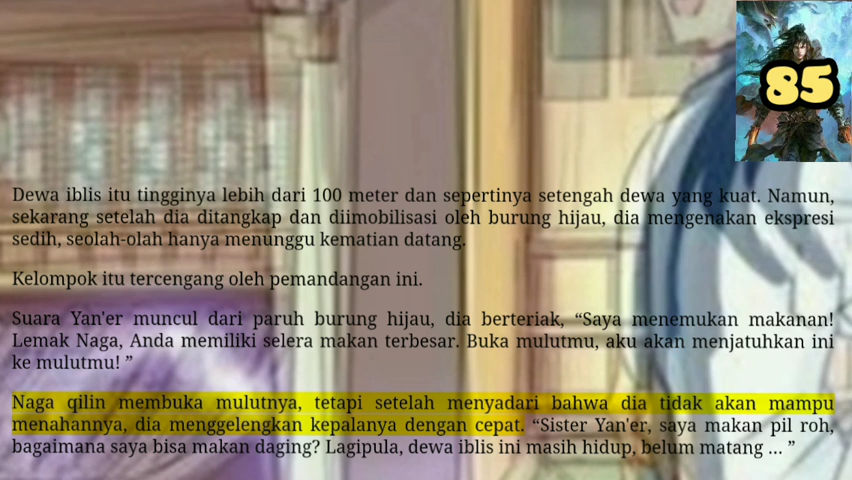 85
Dewa iblis itu tingginya lebih dari 100 meter dan sepertinya setengah dewa yang kuat. Namun,
sekarang setelah dia ditangkap dan diimobilisasi oleh burung hijau, dia mengenakan ekspresi
sedih, seolah-olah hanya menunggu kematian datang.
Kelompok itu tercengang oleh pemandangan ini.
Suara Yan'er muncul dari paruh burung hijau, dia berteriak, “Saya menemukan makanan!
Lemak Naga, Anda memiliki selera makan terbesar. Buka mulutmu, aku akan menjatuhkan ini
ke mulutmu! ”
Naga qilin membuka mulutnya, tetapi setelah menyadari bahwa dia tidak akan mampu
menahannya, dia menggelengkan kepalanya dengan cepat. “Sister Yan'er, saya makan pil roh,
bagaimana saya bisa makan daging? Lagipula, dewa iblis ini masih hidup, belum matang ... ”